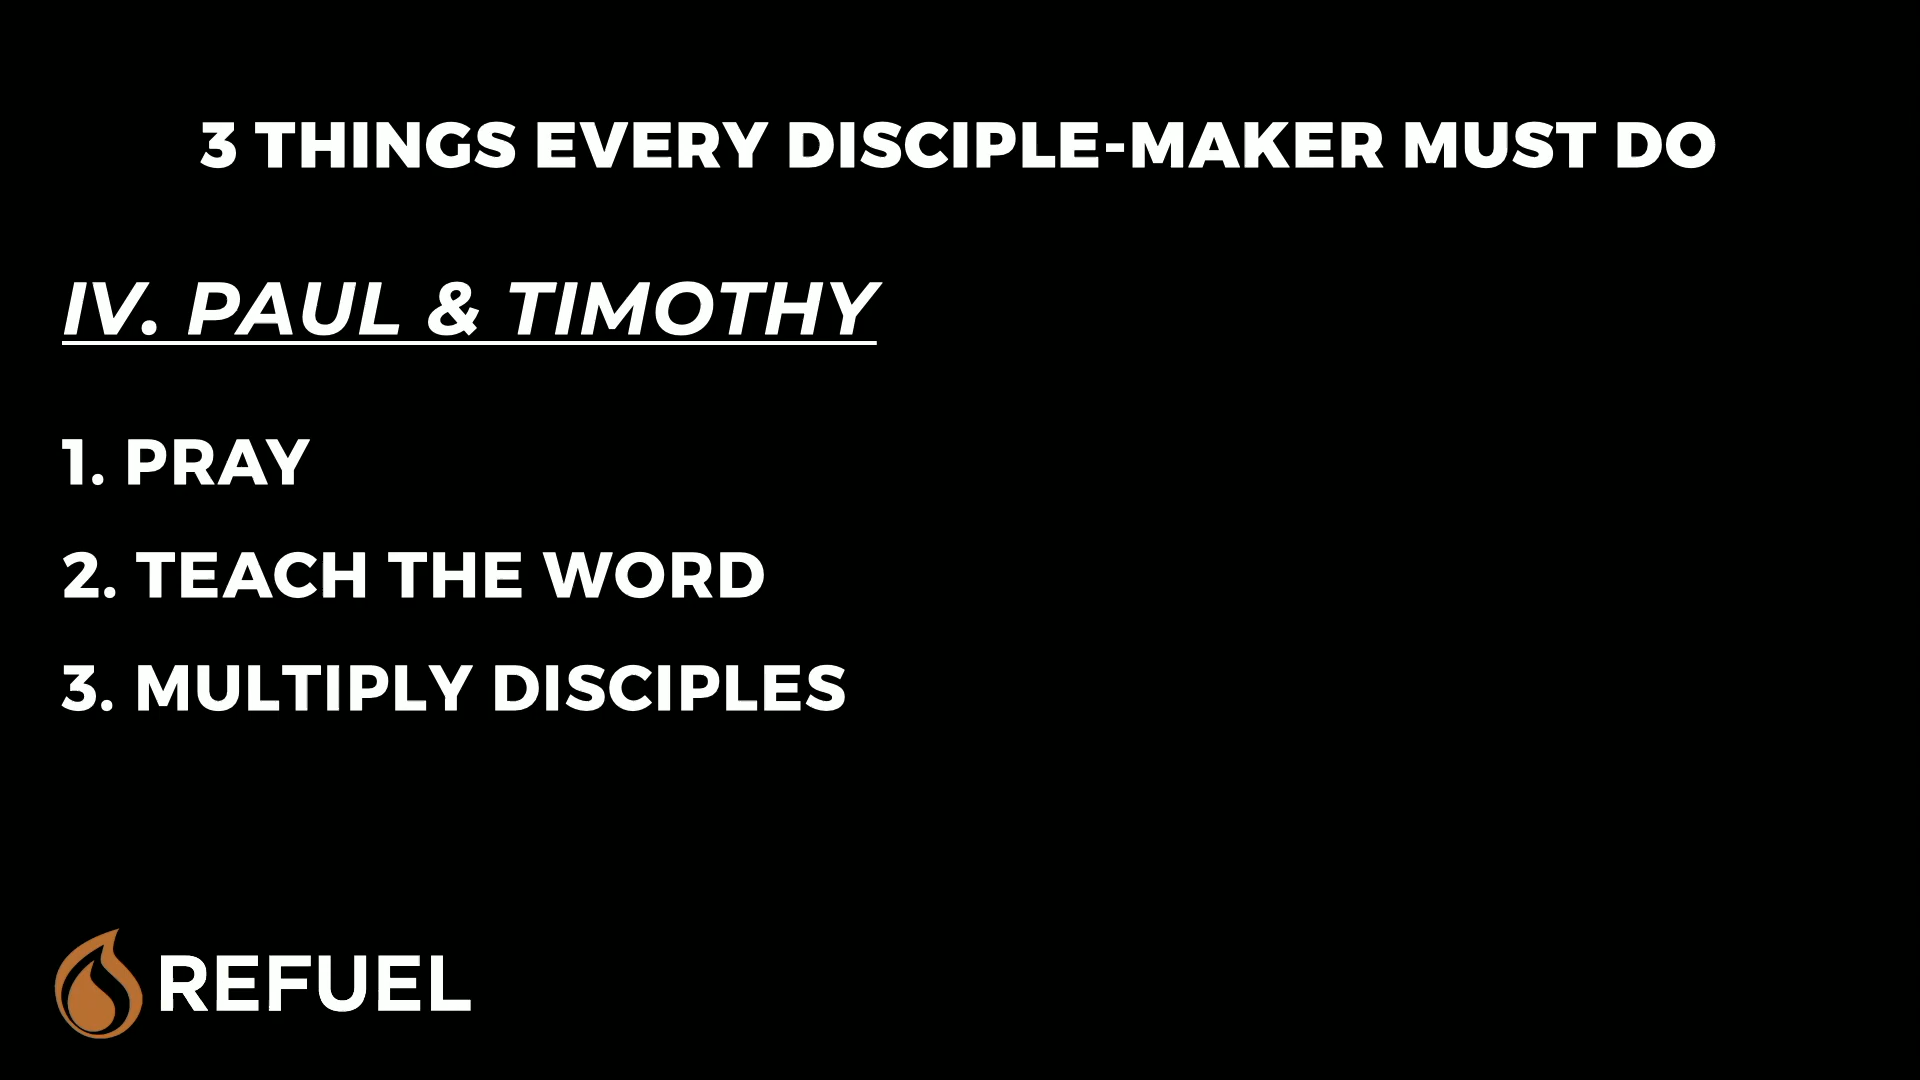 3 THINGS EVERY DISCIPLE-MAKER MUST DO
IV. PAUL & TIMOTHY
1. PRAY
2. TEACH THE WORD
3. MULTIPLY DISCIPLES
REFUEL